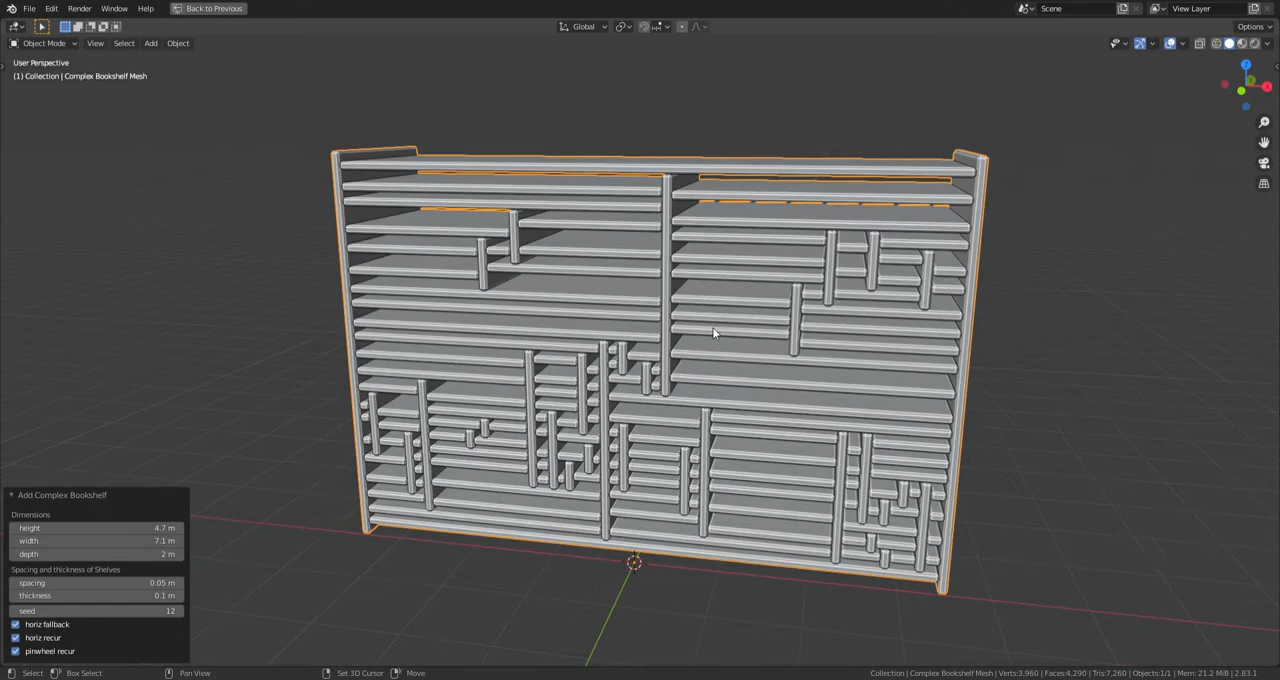 File Edit Render Window Help Back to Previous Scene View Layer
Global Options
Object Mode View Select Add Object
User Perspective
(1) Collection | Complex Bookshelf Mesh
Z
Y
X
Add Complex Bookshelf
Dimensions
height 4.7 m
width 7.1 m
depth 2 m
Spacing and thickness of Shelves
spacing 0.05 m
thickness 0.1 m
seed 12
horiz fallback
horiz recur
pinwheel recur
Select Box Select Pan View Set 3D Cursor Move Collection | Complex Bookshelf Mesh | Verts:3,960 | Faces:4,290 | Tris:7,260 | Objects:1/1 | Mem: 21.2 MiB | 2.83.1